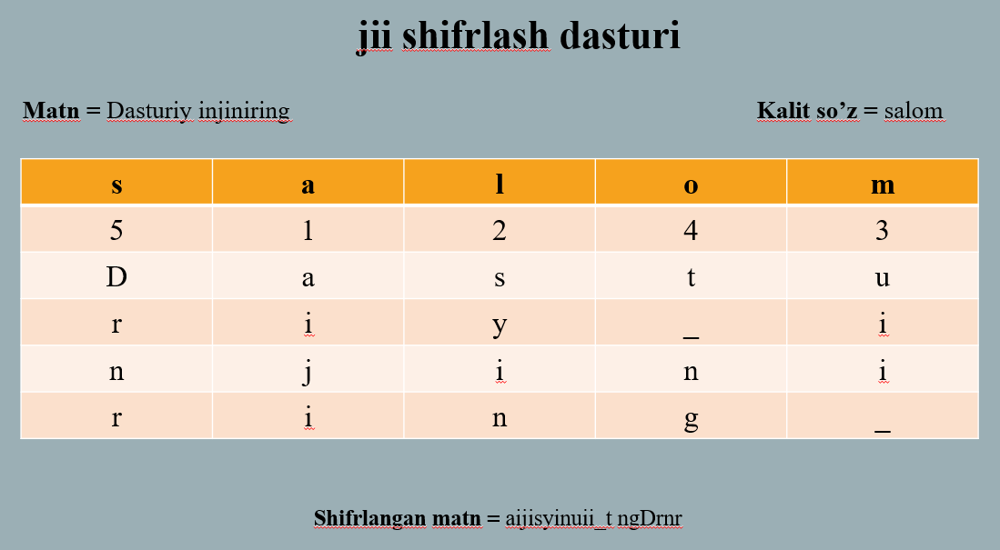 jii shifrlash dasturi
Matn = Dasturiy injiniring
Kalit so’z = salom
s a l o m
5 1 2 4 3
D a s t u
r i y _ i
n j i n i
r i n g _
Shifrlangan matn = aijisyinuii_t ngDrnr